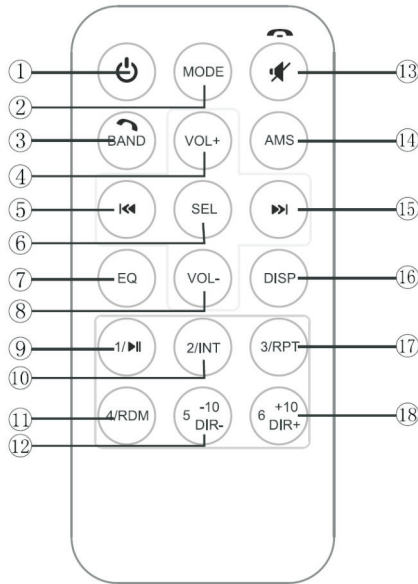 ① MODE ⑬
②
③ BAND VOL+ AMS ⑭
④
⑤ SEL ⑮
⑥
⑦ EQ VOL- DISP ⑯
⑧
⑨ 1/ 2/INT 3/RPT ⑰
⑩
⑪ 4/RDM 5 -10 DIR- 6 +10 DIR+ ⑱
⑫